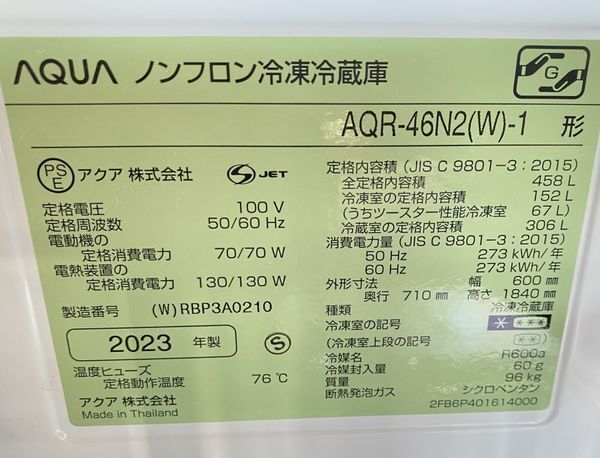 AQUA ノンフロン冷凍冷蔵庫
G
AQR-46N2(W)-1 形
PS E アクア 株式会社 S JET
定格電圧 100 V
定格周波数 50/60 Hz
電動機の
定格消費電力 70/70 W
電熱装置の
定格消費電力 130/130 W
製造番号 (W)RBP3A0210
2023 年製 S
温度ヒューズ
定格動作温度 76℃
アクア 株式会社
Made in Thailand
定格内容積 (JIS C 9801-3:2015)
全定格内容積 458 L
冷凍室の定格内容積 152 L
(うちツースター性能冷凍室 67 L)
冷蔵室の定格内容積 306 L
消費電力量 (JIS C 9801-3:2015)
50 Hz 273 kWh/年
60 Hz 273 kWh/年
外形寸法 幅 600 ㎜
奥行 710 ㎜ 高さ 1840 ㎜
種類 冷凍冷蔵庫
冷凍室の記号 * ***
(冷凍室上段の記号) **
冷媒名 R600a
冷媒封入量 60 g
質量 96 kg
断熱発泡ガス シクロペンタン
2FB6P401614000